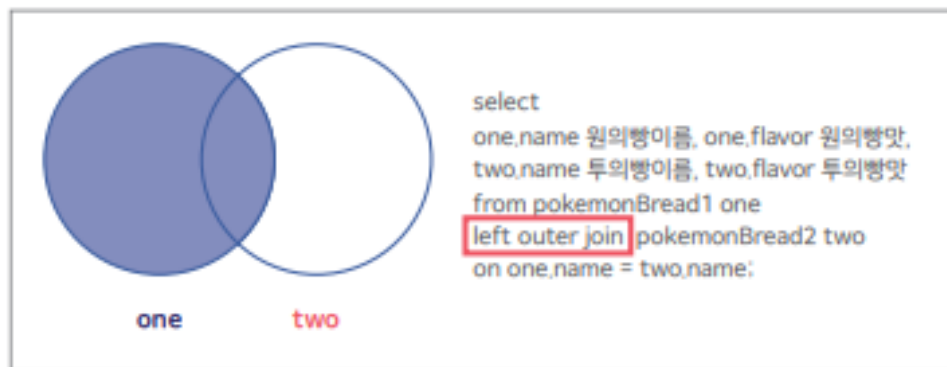 select
one.name 원의빵이름, one.flavor 원의빵맛,
two.name 투의빵이름, two.flavor 투의빵맛
from pokemonBread1 one
left outer join pokemonBread2 two
on one.name = two.name;
one two